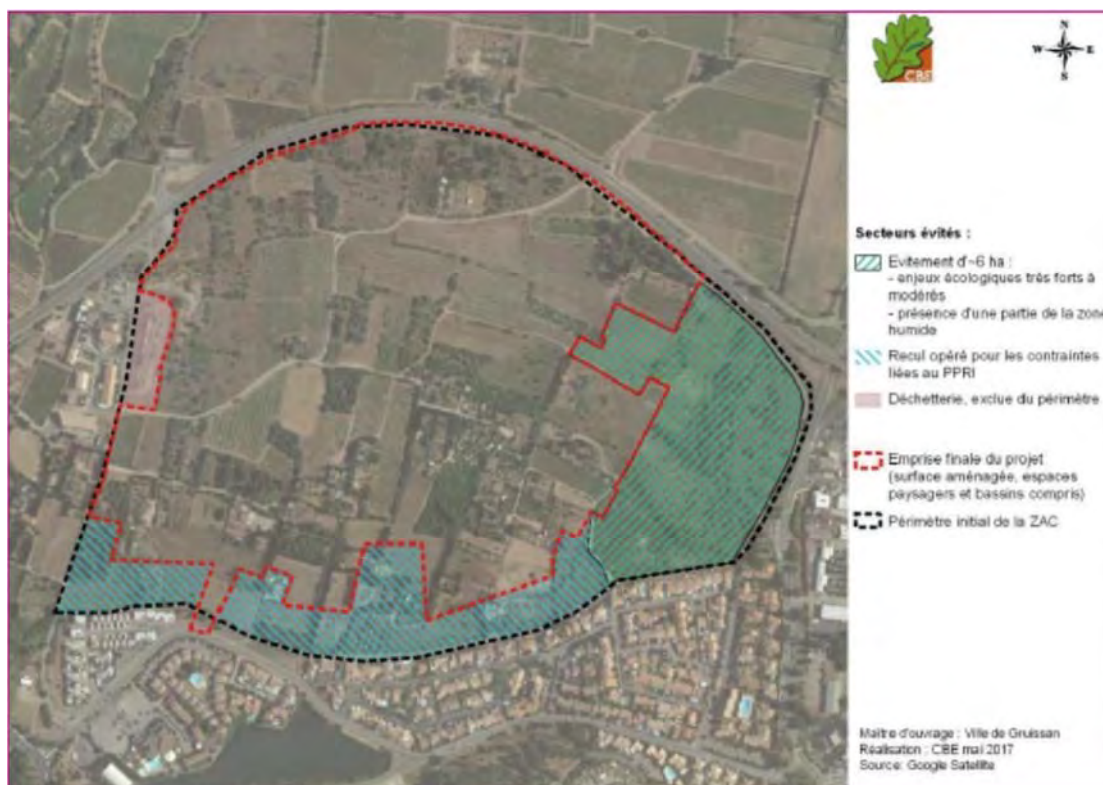 CBE
N
W E
S
Secteurs évités :
Evitement d'~6 ha :
- enjeux écologiques très forts à
modérés
- présence d'une partie de la zone
humide
Recul opéré pour les contraintes
liées au PPRI
Déchetterie, exclue du périmètre
Emprise finale du projet
(surface aménagée, espaces
paysagers et bassins compris)
Périmètre initial de la ZAC
Maître d'ouvrage : Ville de Gruissan
Réalisation : CBE mai 2017
Source: Google Satellite